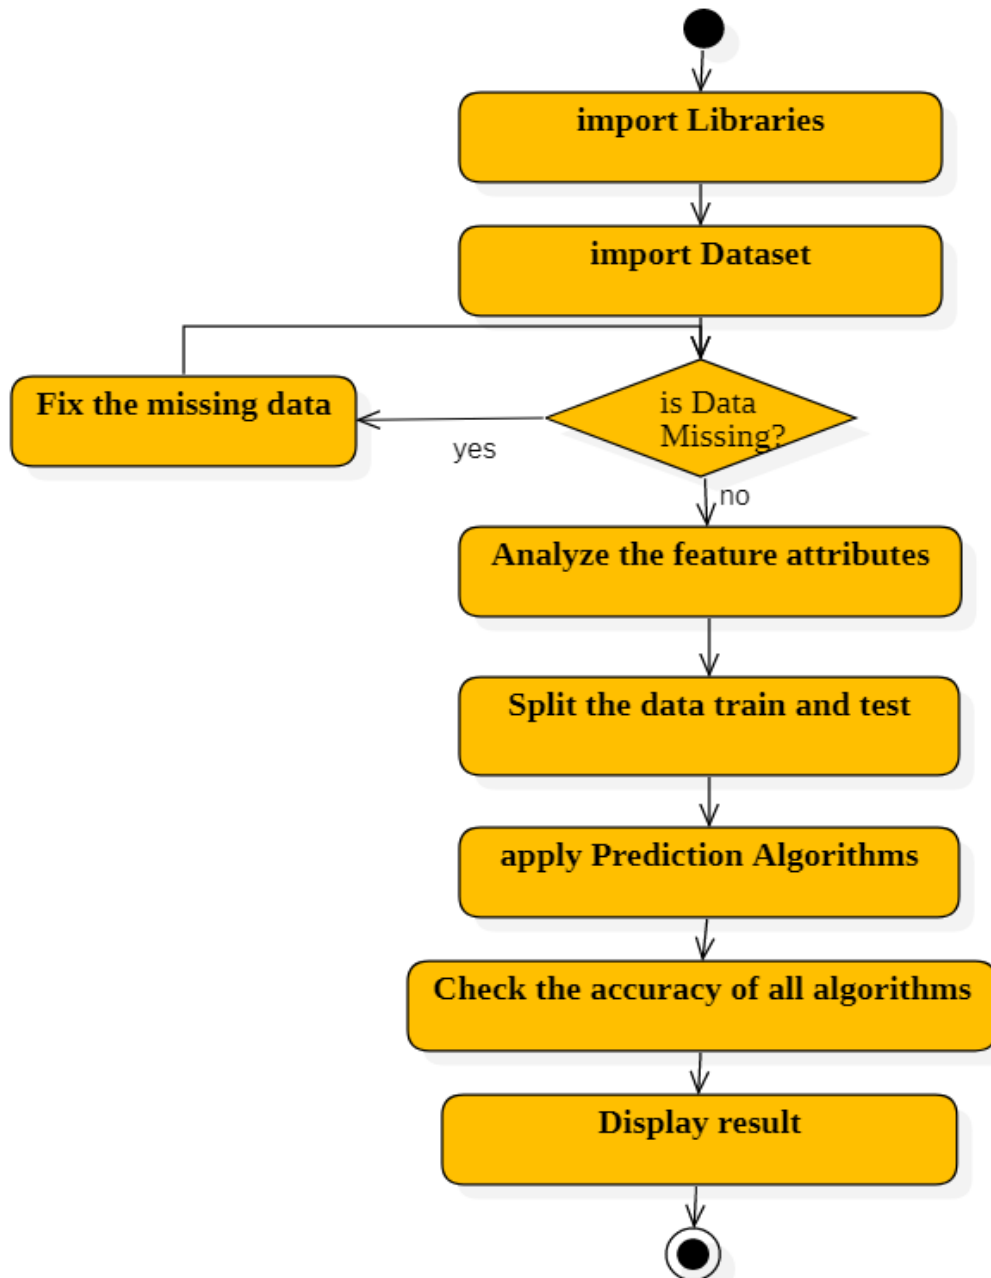 import Libraries
import Dataset
Fix the missing data
is Data
Missing?
yes
no
Analyze the feature attributes
Split the data train and test
apply Prediction Algorithms
Check the accuracy of all algorithms
Display result